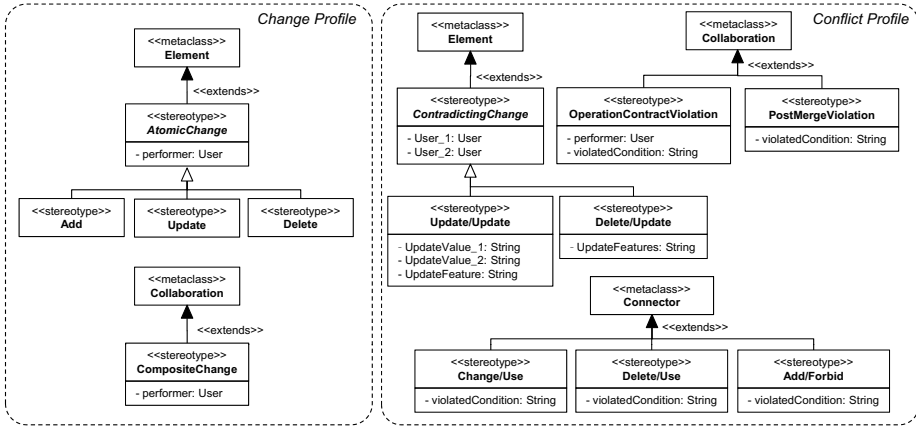 Change Profile
<<metaclass>>
Element
<<extends>>
<<stereotype>>
AtomicChange
- performer: User
<<stereotype>>
Add
<<stereotype>>
Update
<<stereotype>>
Delete
<<metaclass>>
Collaboration
<<extends>>
<<stereotype>>
CompositeChange
- performer: User
Conflict Profile
<<metaclass>>
Element
<<extends>>
<<stereotype>>
ContradictingChange
- User_1: User
- User_2: User
<<metaclass>>
Collaboration
<<extends>>
<<stereotype>>
OperationContractViolation
- performer: User
- violatedCondition: String
<<stereotype>>
PostMergeViolation
- violatedCondition: String
<<stereotype>>
Update/Update
- UpdateValue_1: String
- UpdateValue_2: String
- UpdateFeature: String
<<stereotype>>
Delete/Update
- UpdateFeatures: String
<<metaclass>>
Connector
<<extends>>
<<stereotype>>
Change/Use
- violatedCondition: String
<<stereotype>>
Delete/Use
- violatedCondition: String
<<stereotype>>
Add/Forbid
- violatedCondition: String